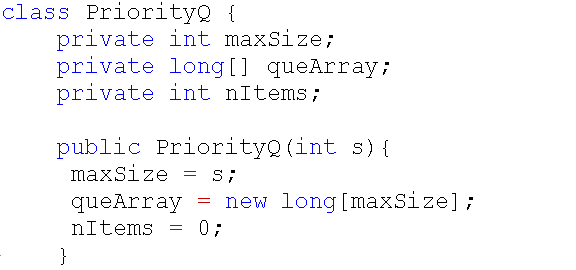 class PriorityQ {
    private int maxSize;
    private long[] queArray;
    private int nItems;

    public PriorityQ(int s){
     maxSize = s;
     queArray = new long[maxSize];
     nItems = 0;
    }